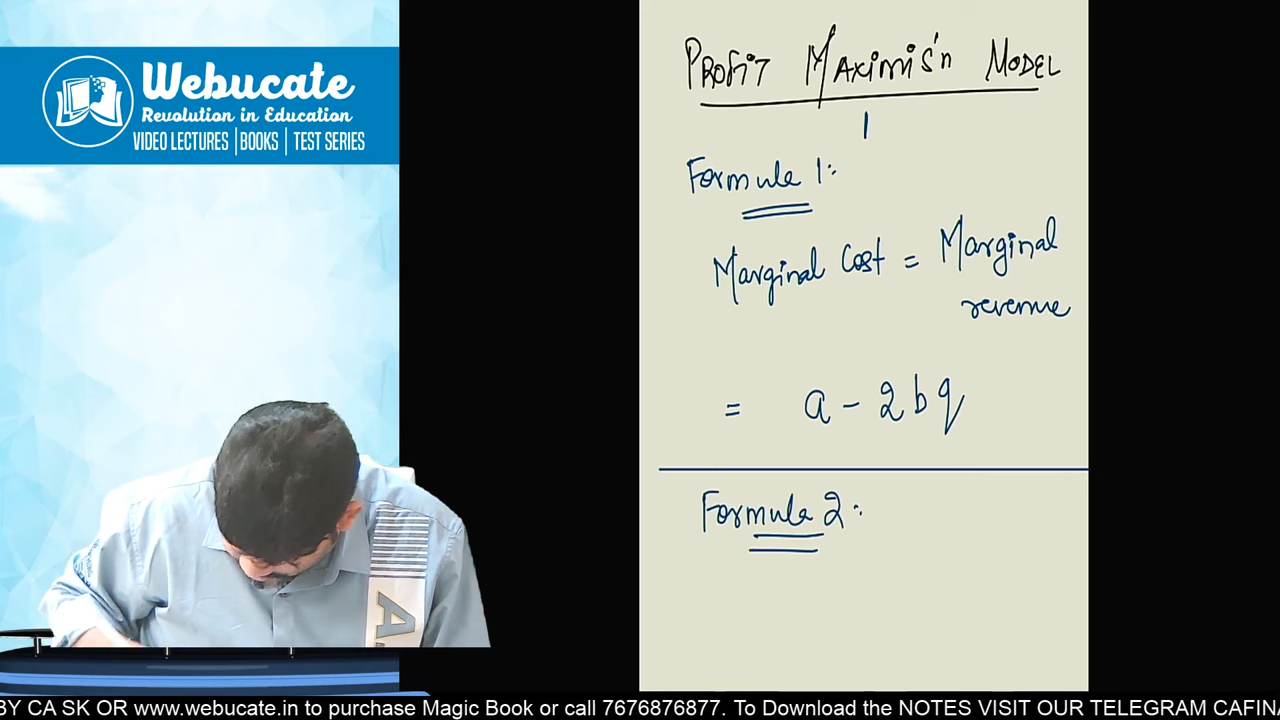 Webucate
Revolution in Education
VIDEO LECTURES | BOOKS | TEST SERIES
PROFIT MAXIMIS'n MODEL
Formula 1:
Marginal Cost = Marginal
revenue
= a - 2bq
Formula 2:
A
BY CA SK OR www.webucate.in to purchase Magic Book or call 7676876877. To Download the NOTES VISIT OUR TELEGRAM CAFINA